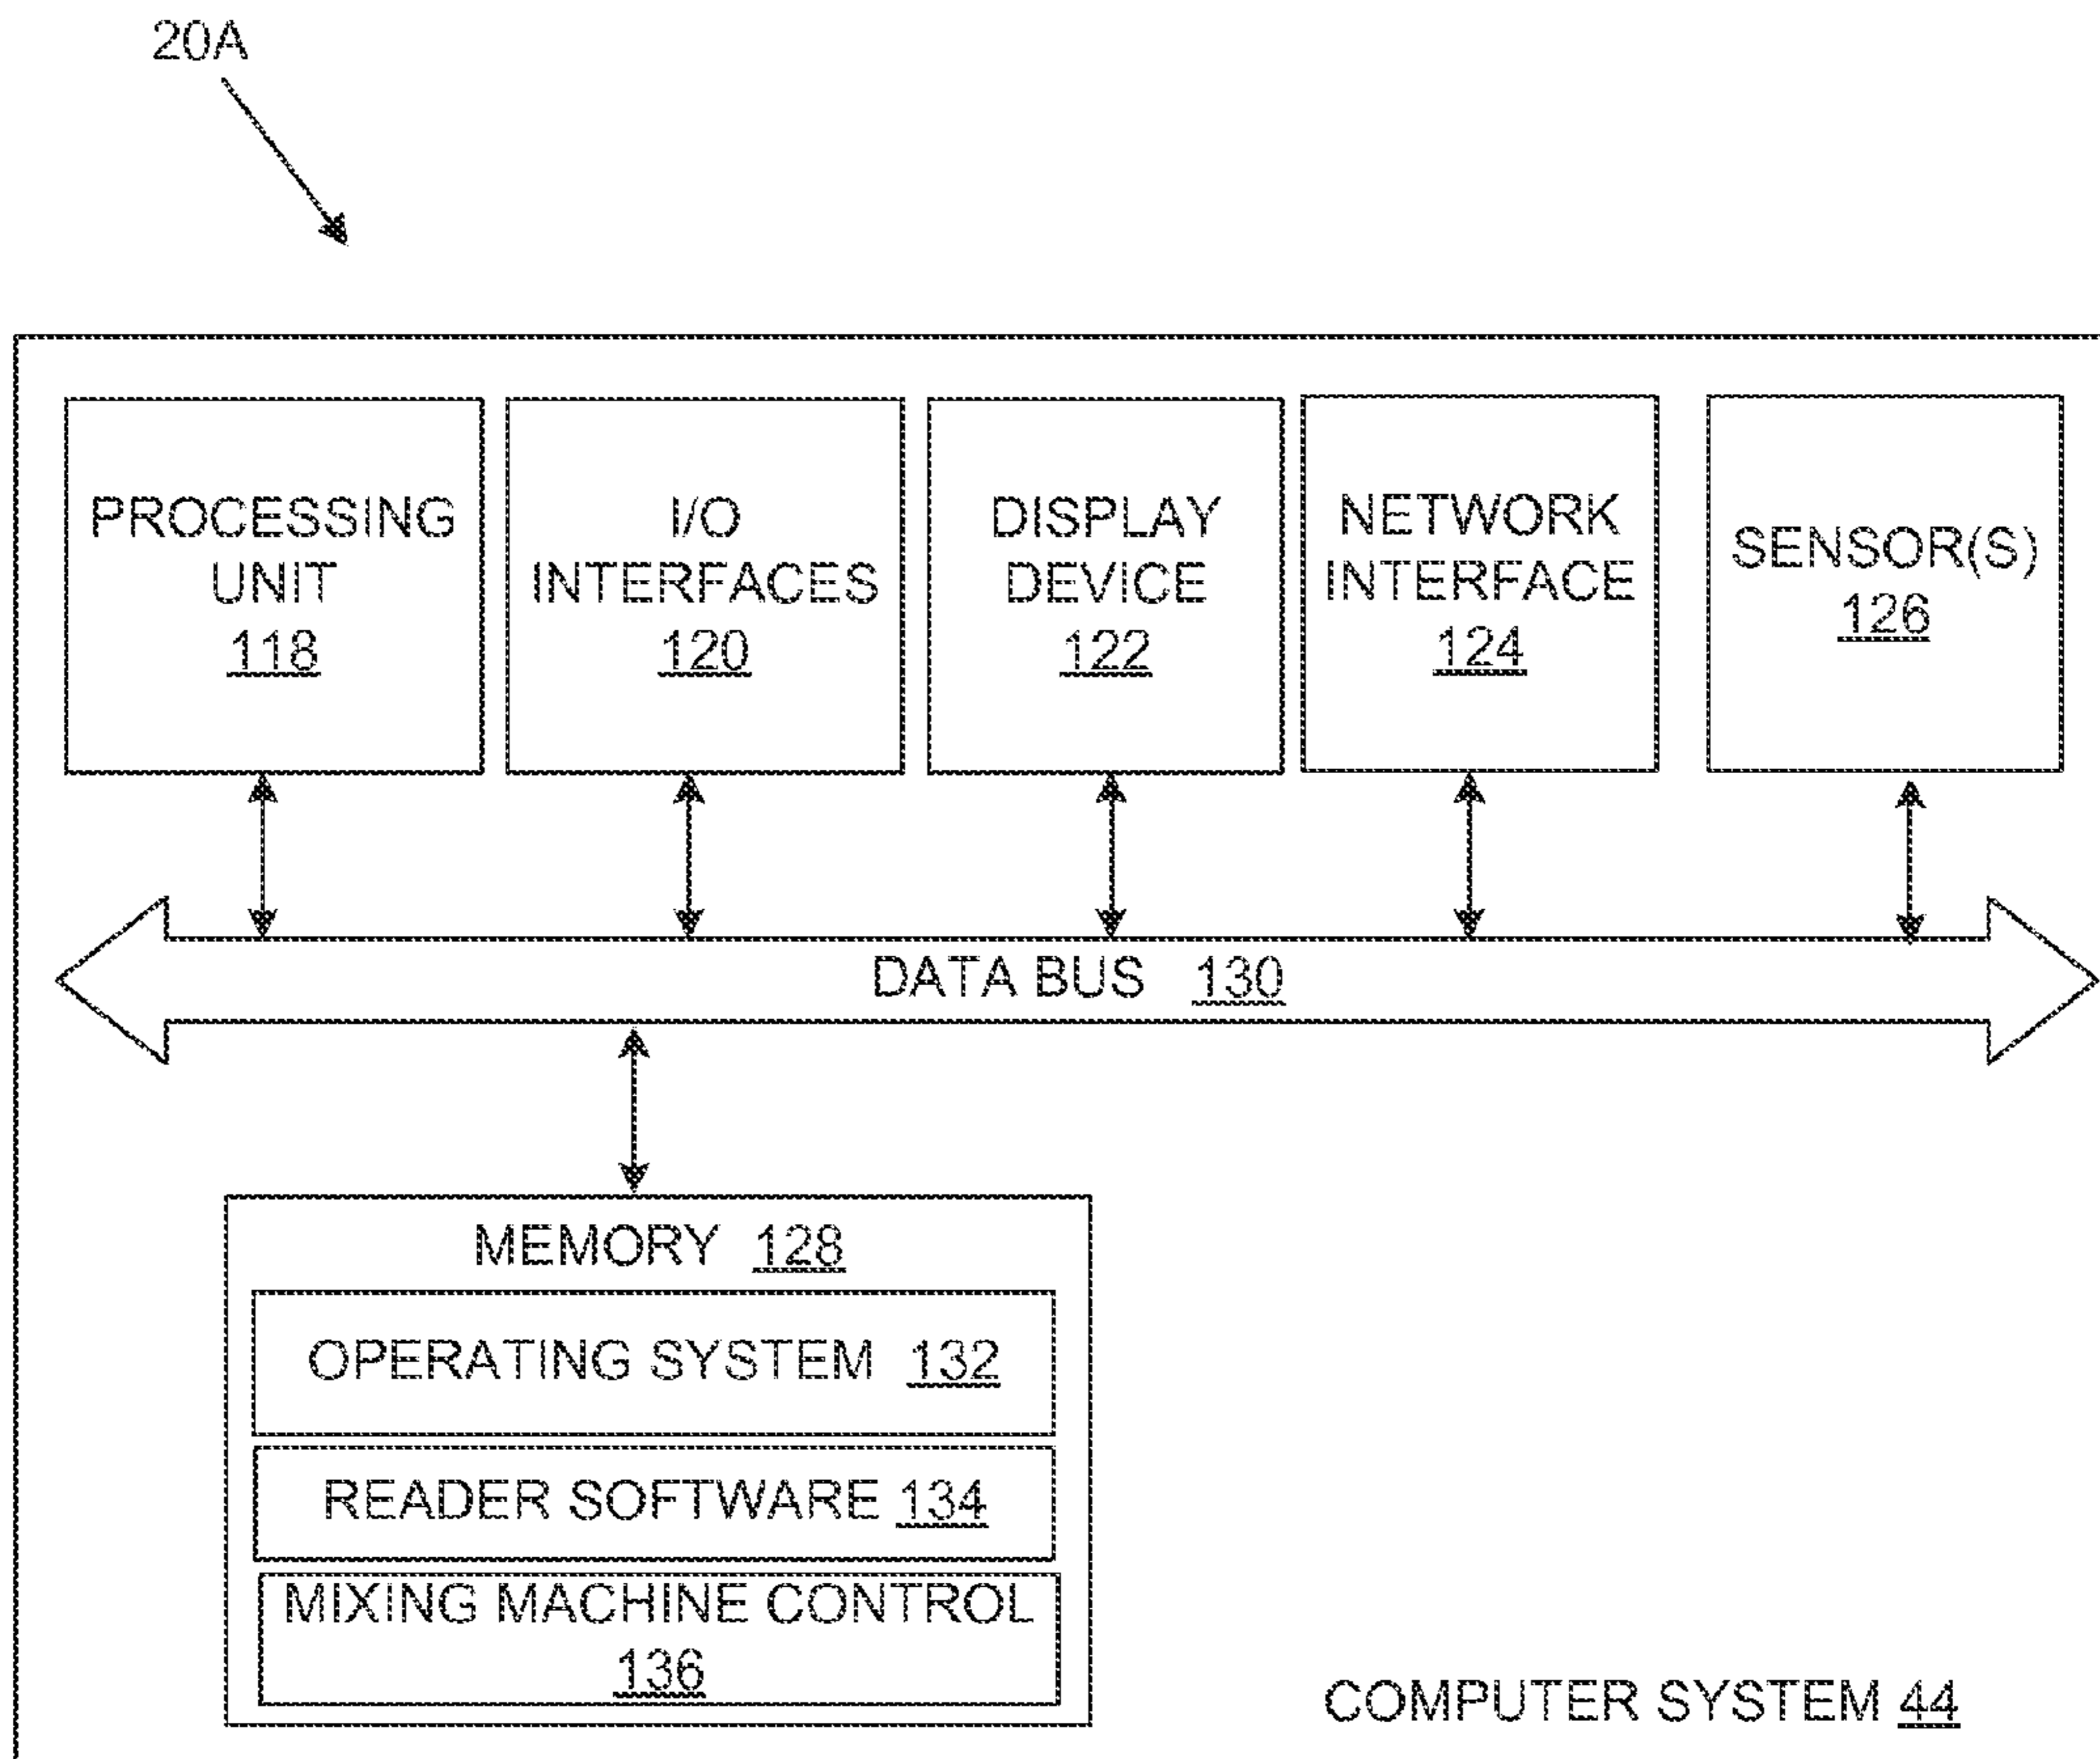 20A
PROCESSING
UNIT
118
I/O
INTERFACES
120
DISPLAY
DEVICE
122
NETWORK
INTERFACE
124
SENSOR(S)
126
DATA BUS 130
MEMORY 128
OPERATING SYSTEM 132
READER SOFTWARE 134
MIXING MACHINE CONTROL
136
COMPUTER SYSTEM 44